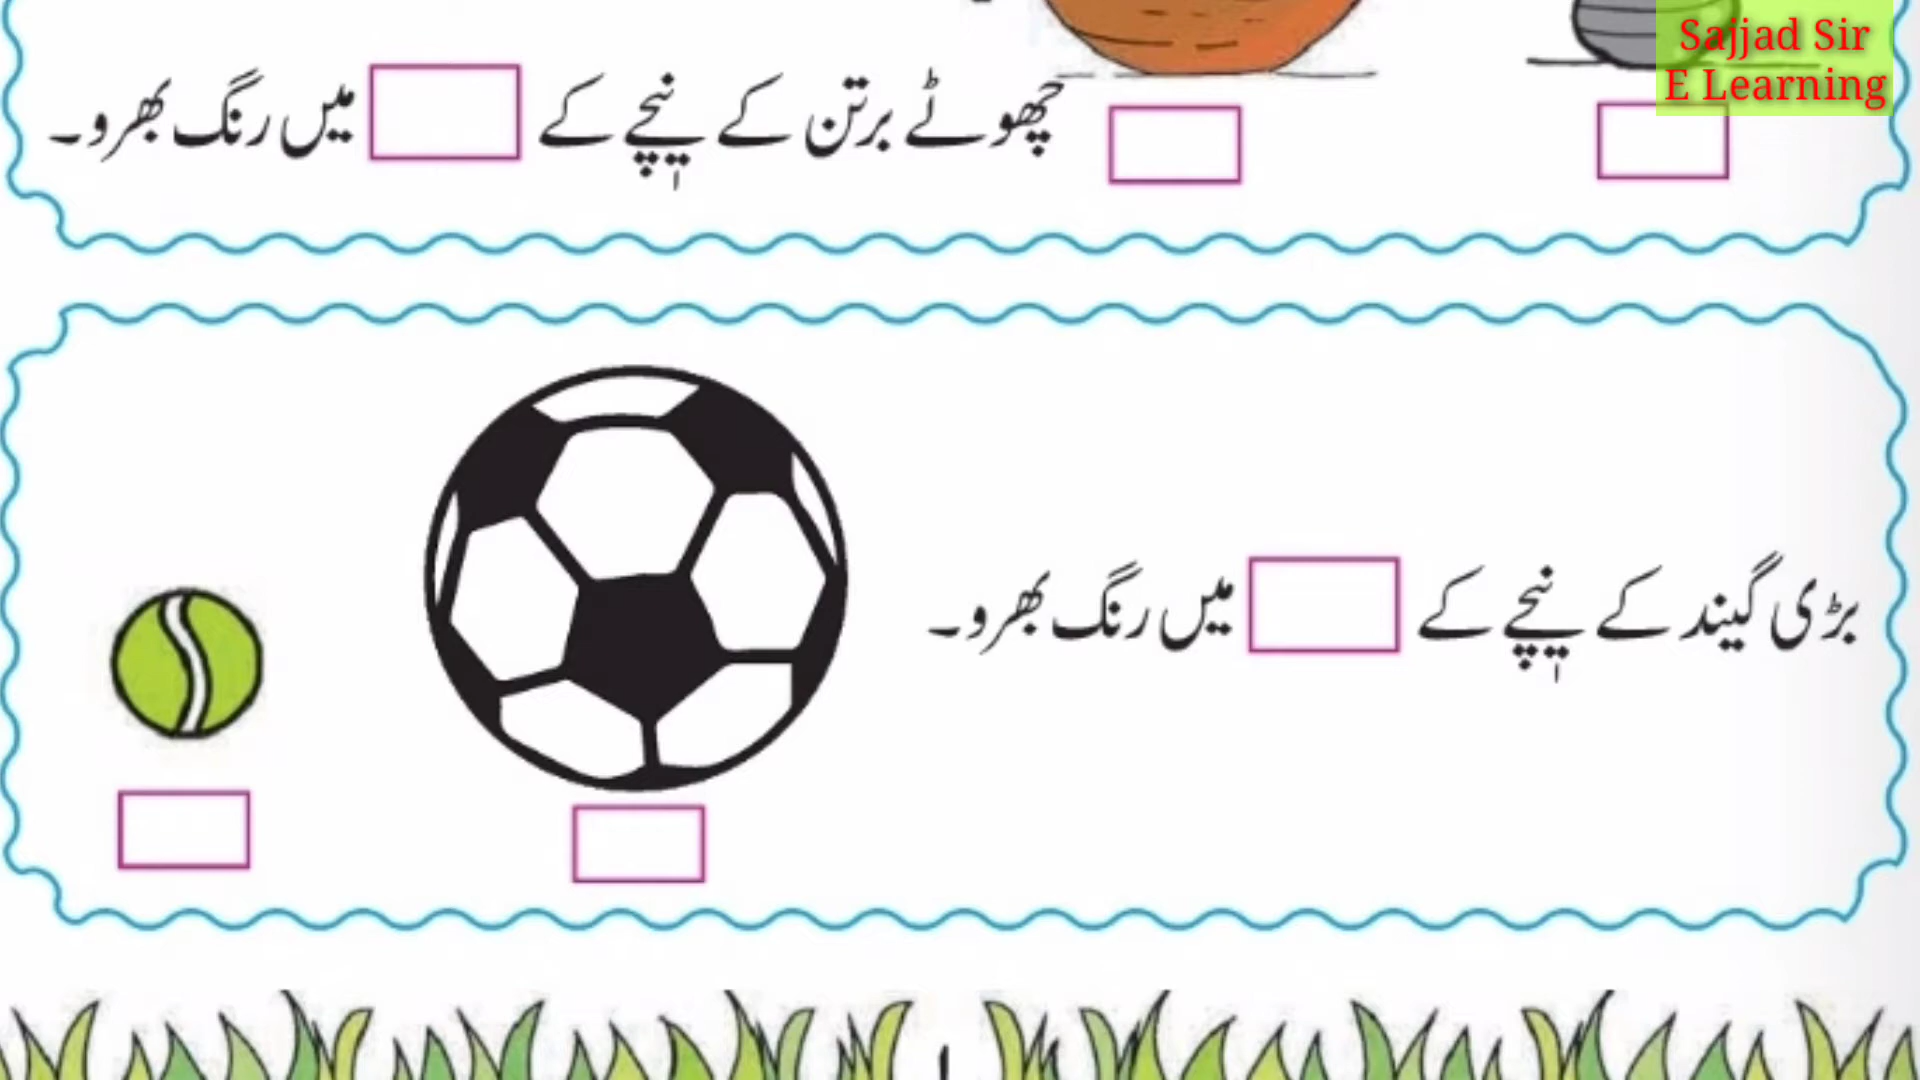 Sajjad Sir
E Learning
چھوٹے برتن کے نیچے کے میں رنگ بھرو۔
بڑی گیند کے نیچے کے میں رنگ بھرو۔